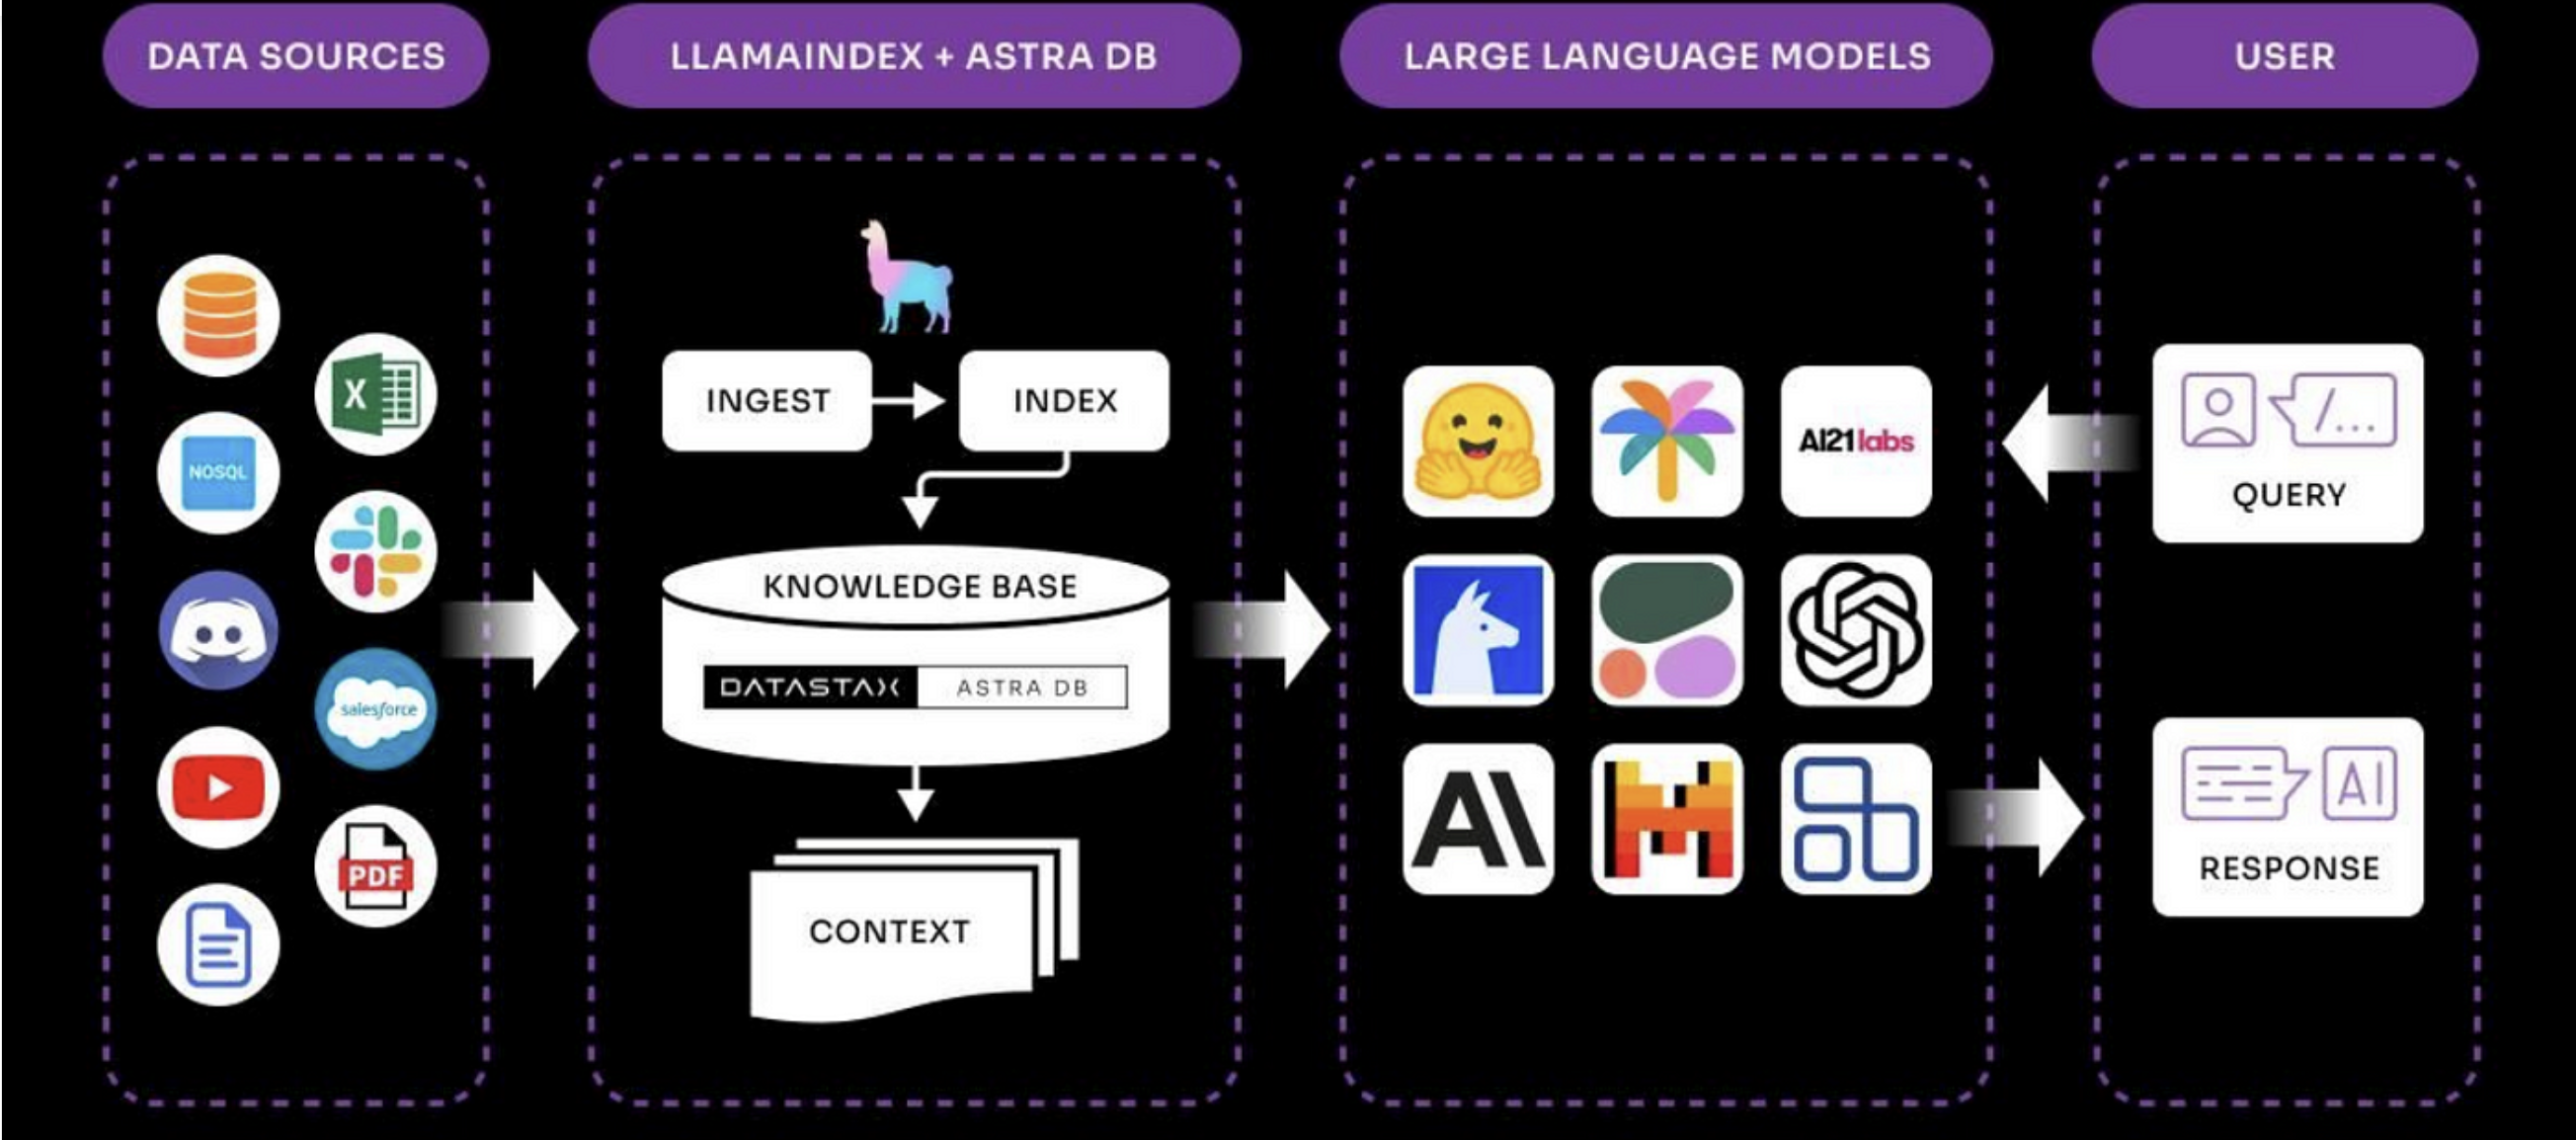 DATA SOURCES
LLAMAINDEX + ASTRA DB
LARGE LANGUAGE MODELS
USER
X
NOSQL
salesforce
PDF
INGEST
INDEX
KNOWLEDGE BASE
DATASTAX ASTRA DB
CONTEXT
AI21labs
/...
QUERY
AI
RESPONSE